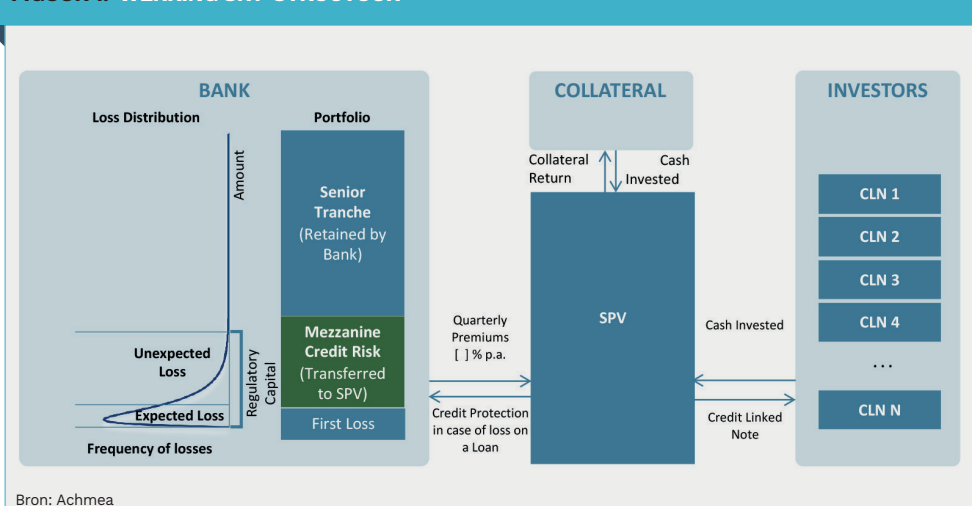 BANK
Loss Distribution
Portfolio
Amount
Senior
Tranche
(Retained by
Bank)
Mezzanine
Credit Risk
(Transferred
to SPV)
First Loss
Unexpected
Loss
Expected Loss
Regulatory
Capital
Frequency of losses
Quarterly
Premiums
[ ] % p.a.
Credit Protection
in case of loss on
a Loan
COLLATERAL
Collateral
Return
Cash
Invested
SPV
Cash Invested
Credit Linked
Note
INVESTORS
CLN 1
CLN 2
CLN 3
CLN 4
...
CLN N
Bron: Achmea